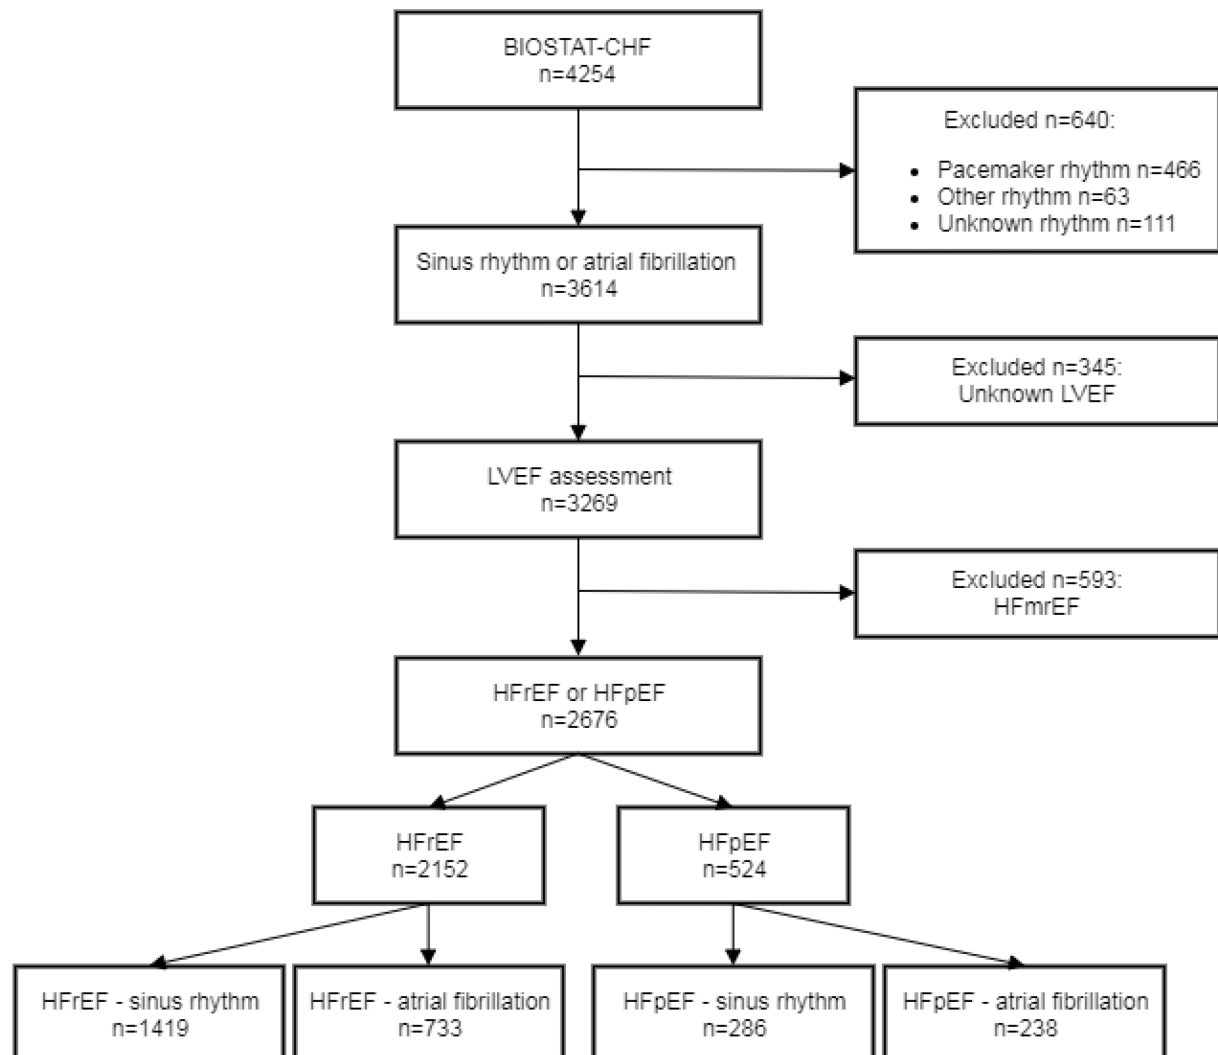 BIOSTAT-CHF
n=4254
Excluded n=640:
• Pacemaker rhythm n=466
• Other rhythm n=63
• Unknown rhythm n=111
Sinus rhythm or atrial fibrillation
n=3614
Excluded n=345:
Unknown LVEF
LVEF assessment
n=3269
Excluded n=593:
HFmrEF
HFrEF or HFpEF
n=2676
HFrEF
n=2152
HFpEF
n=524
HFrEF - sinus rhythm
n=1419
HFrEF - atrial fibrillation
n=733
HFpEF - sinus rhythm
n=286
HFpEF - atrial fibrillation
n=238